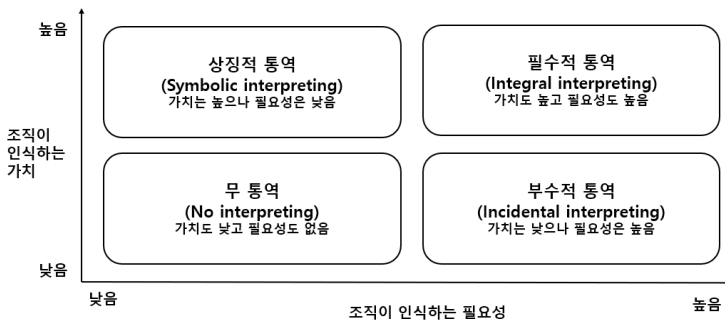 높음
상징적 통역
(Symbolic interpreting)
가치는 높으나 필요성은 낮음
필수적 통역
(Integral interpreting)
가치도 높고 필요성도 높음
조직이
인식하는
가치
무 통역
(No interpreting)
가치도 낮고 필요성도 없음
부수적 통역
(Incidental interpreting)
가치는 낮으나 필요성은 높음
낮음
낮음
조직이 인식하는 필요성
높음